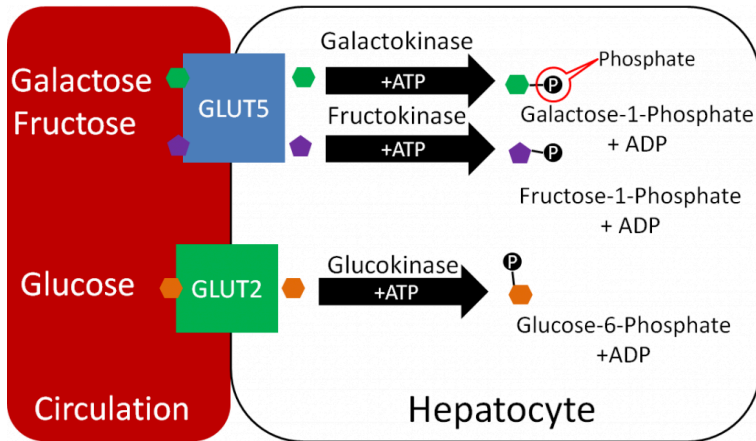 Galactose
Fructose
GLUT5
Galactokinase
+ATP
Fructokinase
+ATP
Phosphate
P
Galactose-1-Phosphate
+ ADP
P
Fructose-1-Phosphate
+ ADP
Glucose
GLUT2
Glucokinase
+ATP
P
Glucose-6-Phosphate
+ADP
Circulation
Hepatocyte